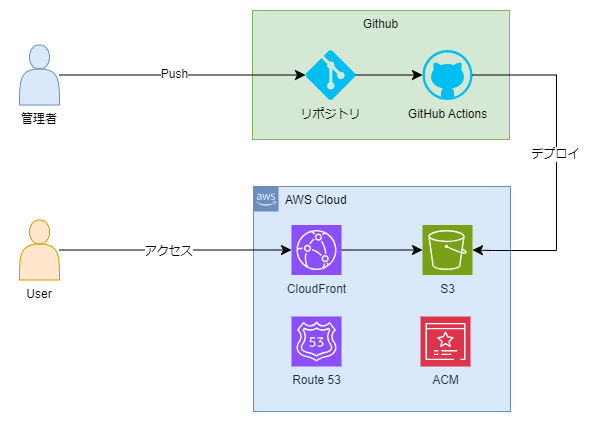 Github
Push
管理者
リポジトリ
GitHub Actions
デプロイ
aws
AWS Cloud
アクセス
User
CloudFront
S3
53
Route 53
ACM